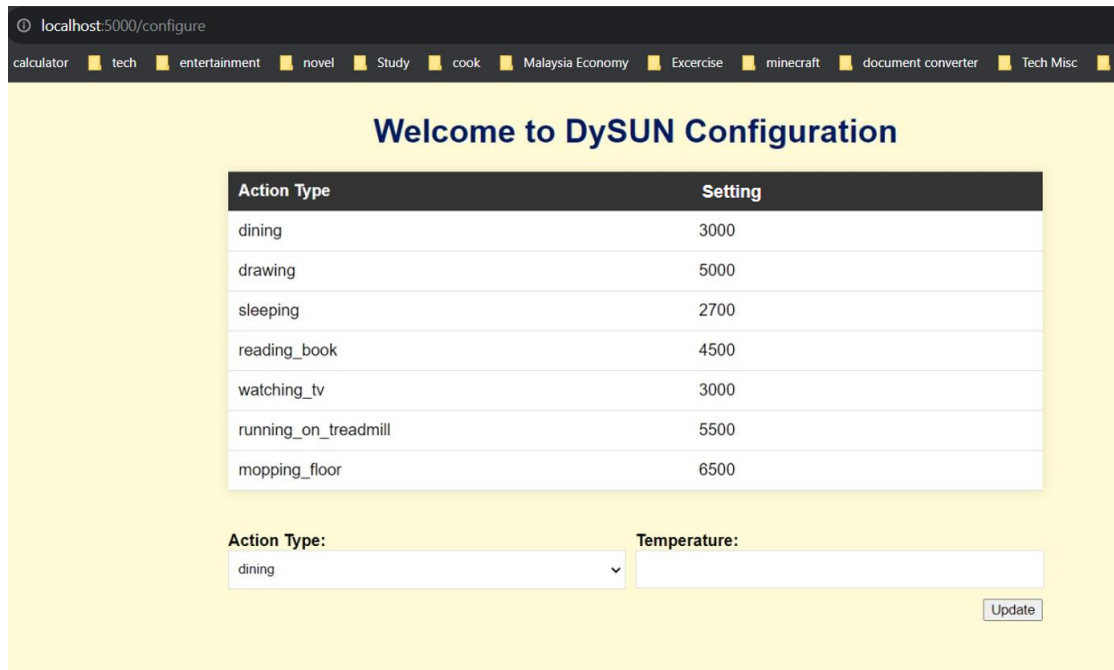 localhost:5000/configure
calculator tech entertainment novel Study cook Malaysia Economy Excercise minecraft document converter Tech Misc
Welcome to DySUN Configuration
Action Type Setting
dining 3000
drawing 5000
sleeping 2700
reading_book 4500
watching_tv 3000
running_on_treadmill 5500
mopping_floor 6500
Action Type: Temperature:
dining
Update